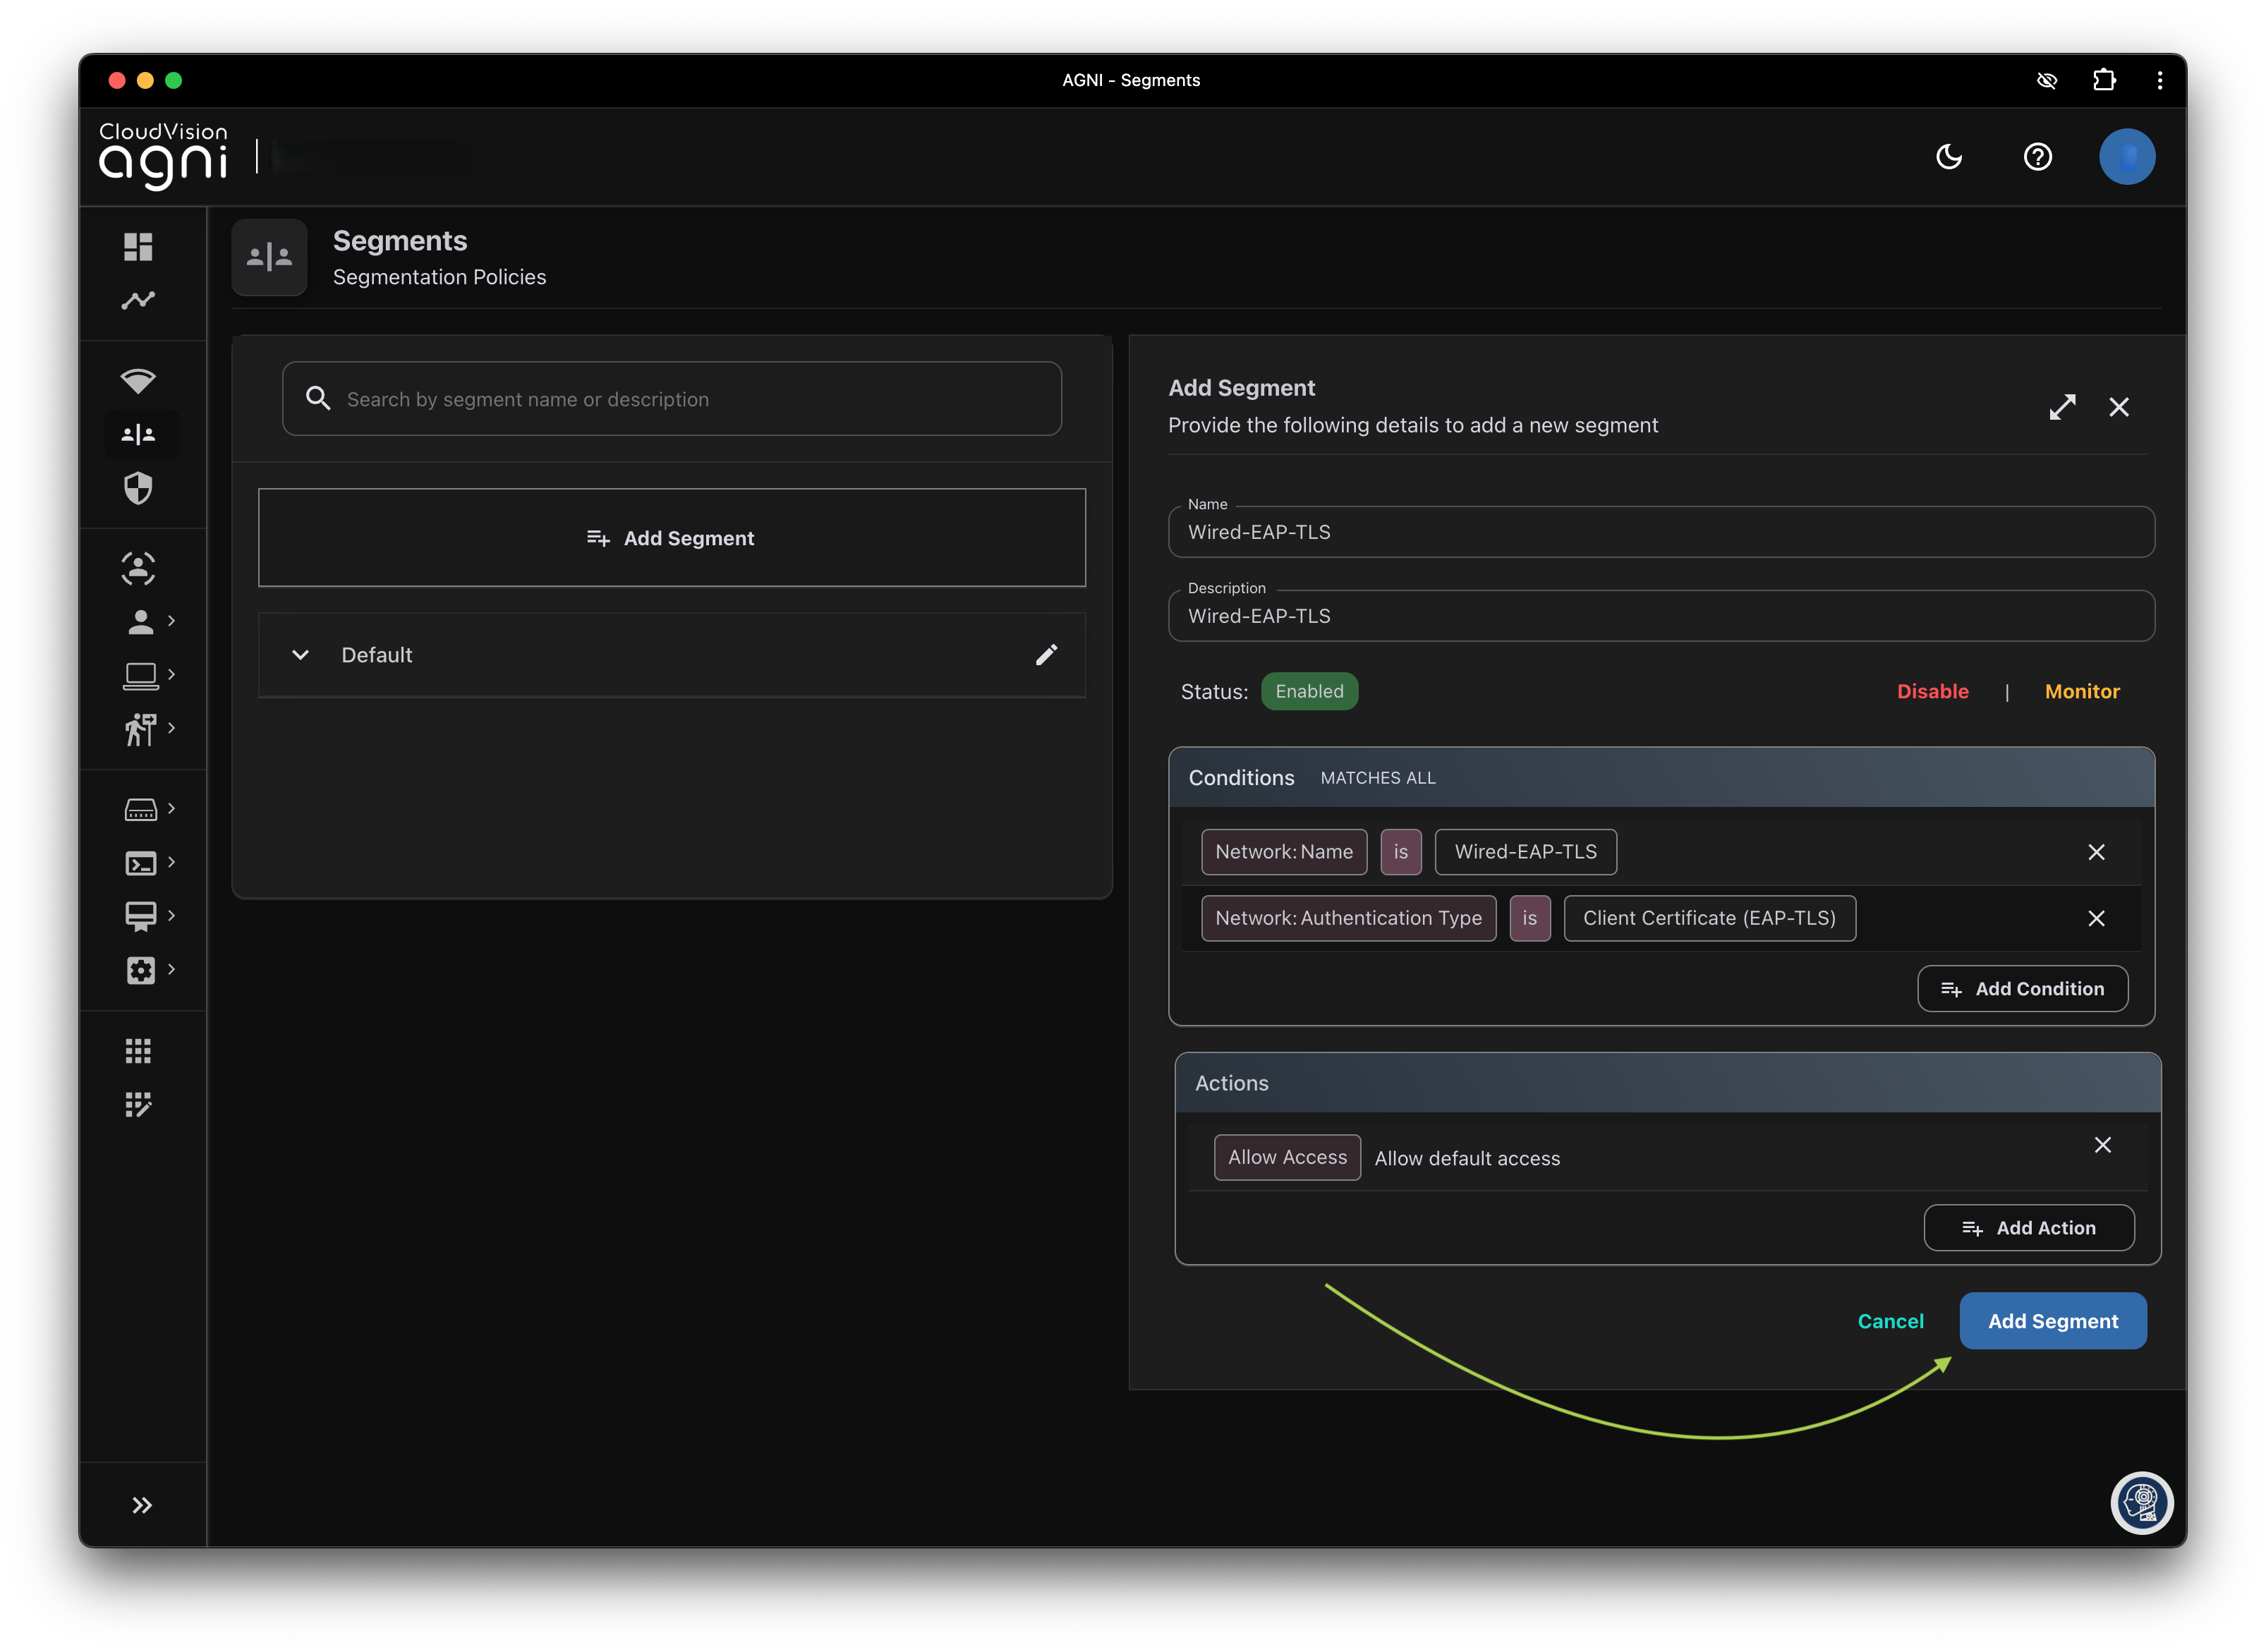 AGNI - Segments
CloudVision
agni
Segments
Segmentation Policies
Search by segment name or description
Add Segment
Default
Add Segment
Provide the following details to add a new segment
Name
Wired-EAP-TLS
Description
Wired-EAP-TLS
Status: Enabled Disable | Monitor
Conditions MATCHES ALL
Network:Name is Wired-EAP-TLS
Network:Authentication Type is Client Certificate (EAP-TLS)
Add Condition
Actions
Allow Access Allow default access
Add Action
Cancel Add Segment